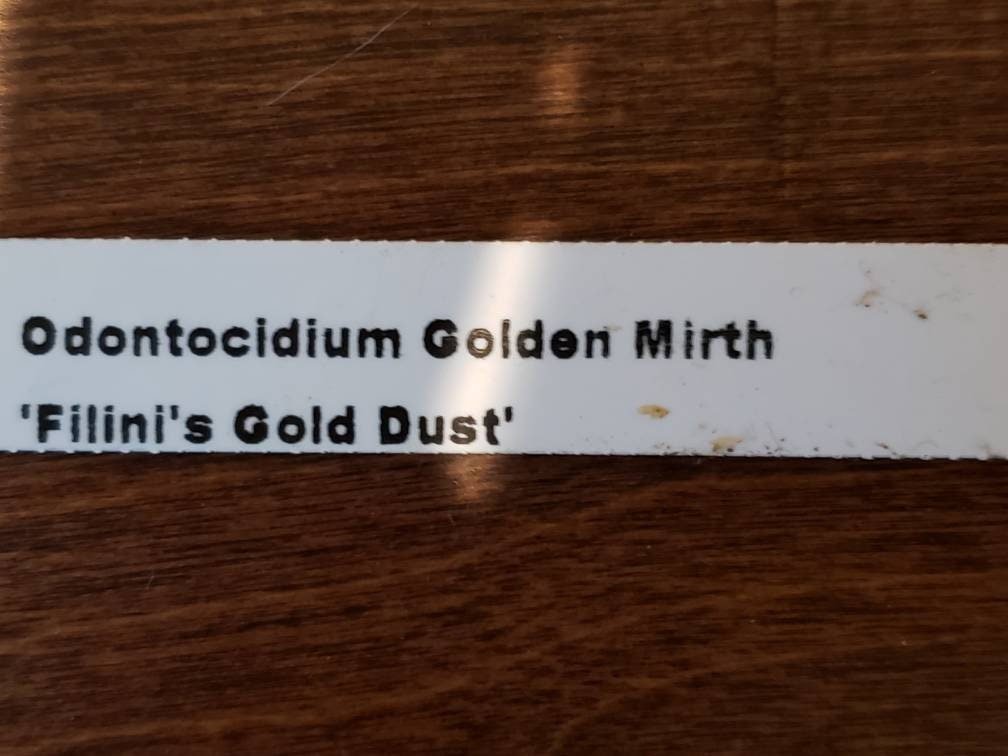 Odontocidium Golden Mirth
'Filini's Gold Dust'